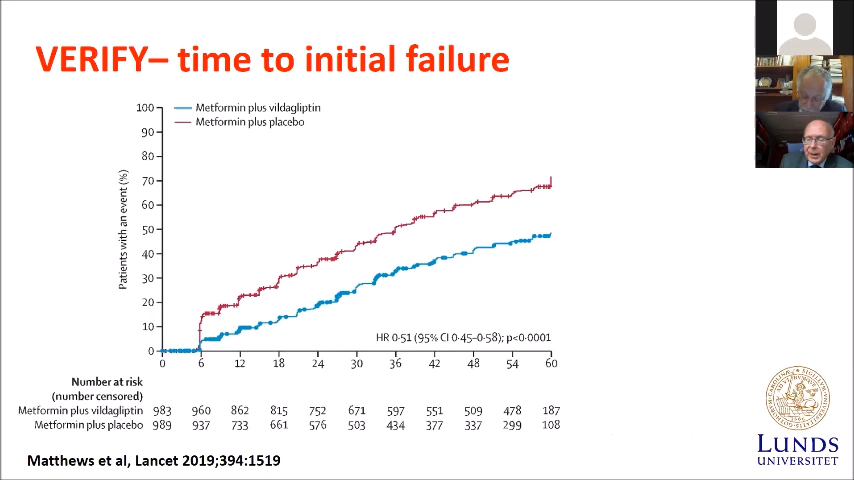 VERIFY– time to initial failure
Metformin plus vildagliptin
Metformin plus placebo
Patients with an event (%)
100
90
80
70
60
50
40
30
20
10
0
HR 0·51 (95% CI 0·45–0·58); p<0·0001
0 6 12 18 24 30 36 42 48 54 60
Number at risk
(number censored)
Metformin plus vildagliptin 983 960 862 815 752 671 597 551 509 478 187
Metformin plus placebo 989 937 733 661 576 503 434 377 337 299 108
Matthews et al, Lancet 2019;394:1519
LUNDS
UNIVERSITET